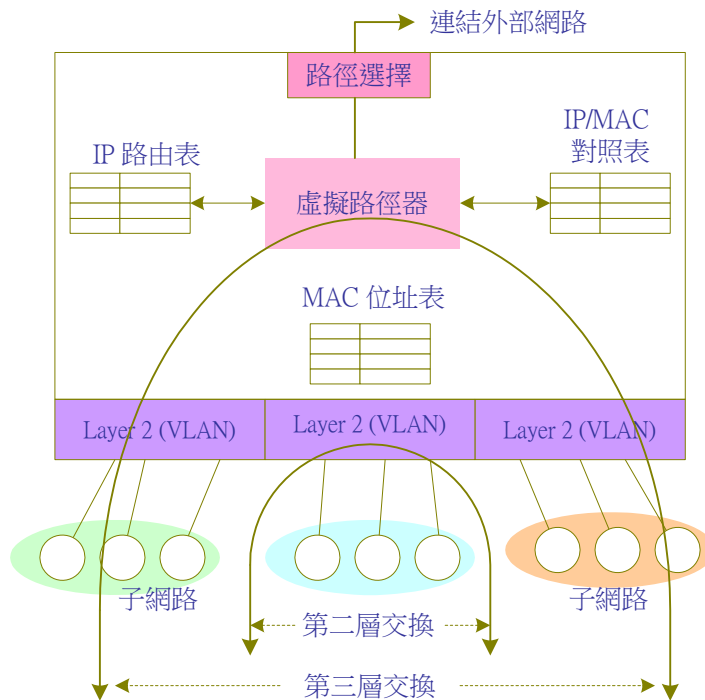 連結外部網路
路徑選擇
IP 路由表
IP/MAC
對照表
虛擬路徑器
MAC 位址表
Layer 2 (VLAN)
Layer 2 (VLAN)
Layer 2 (VLAN)
子網路
子網路
第二層交換
第三層交換